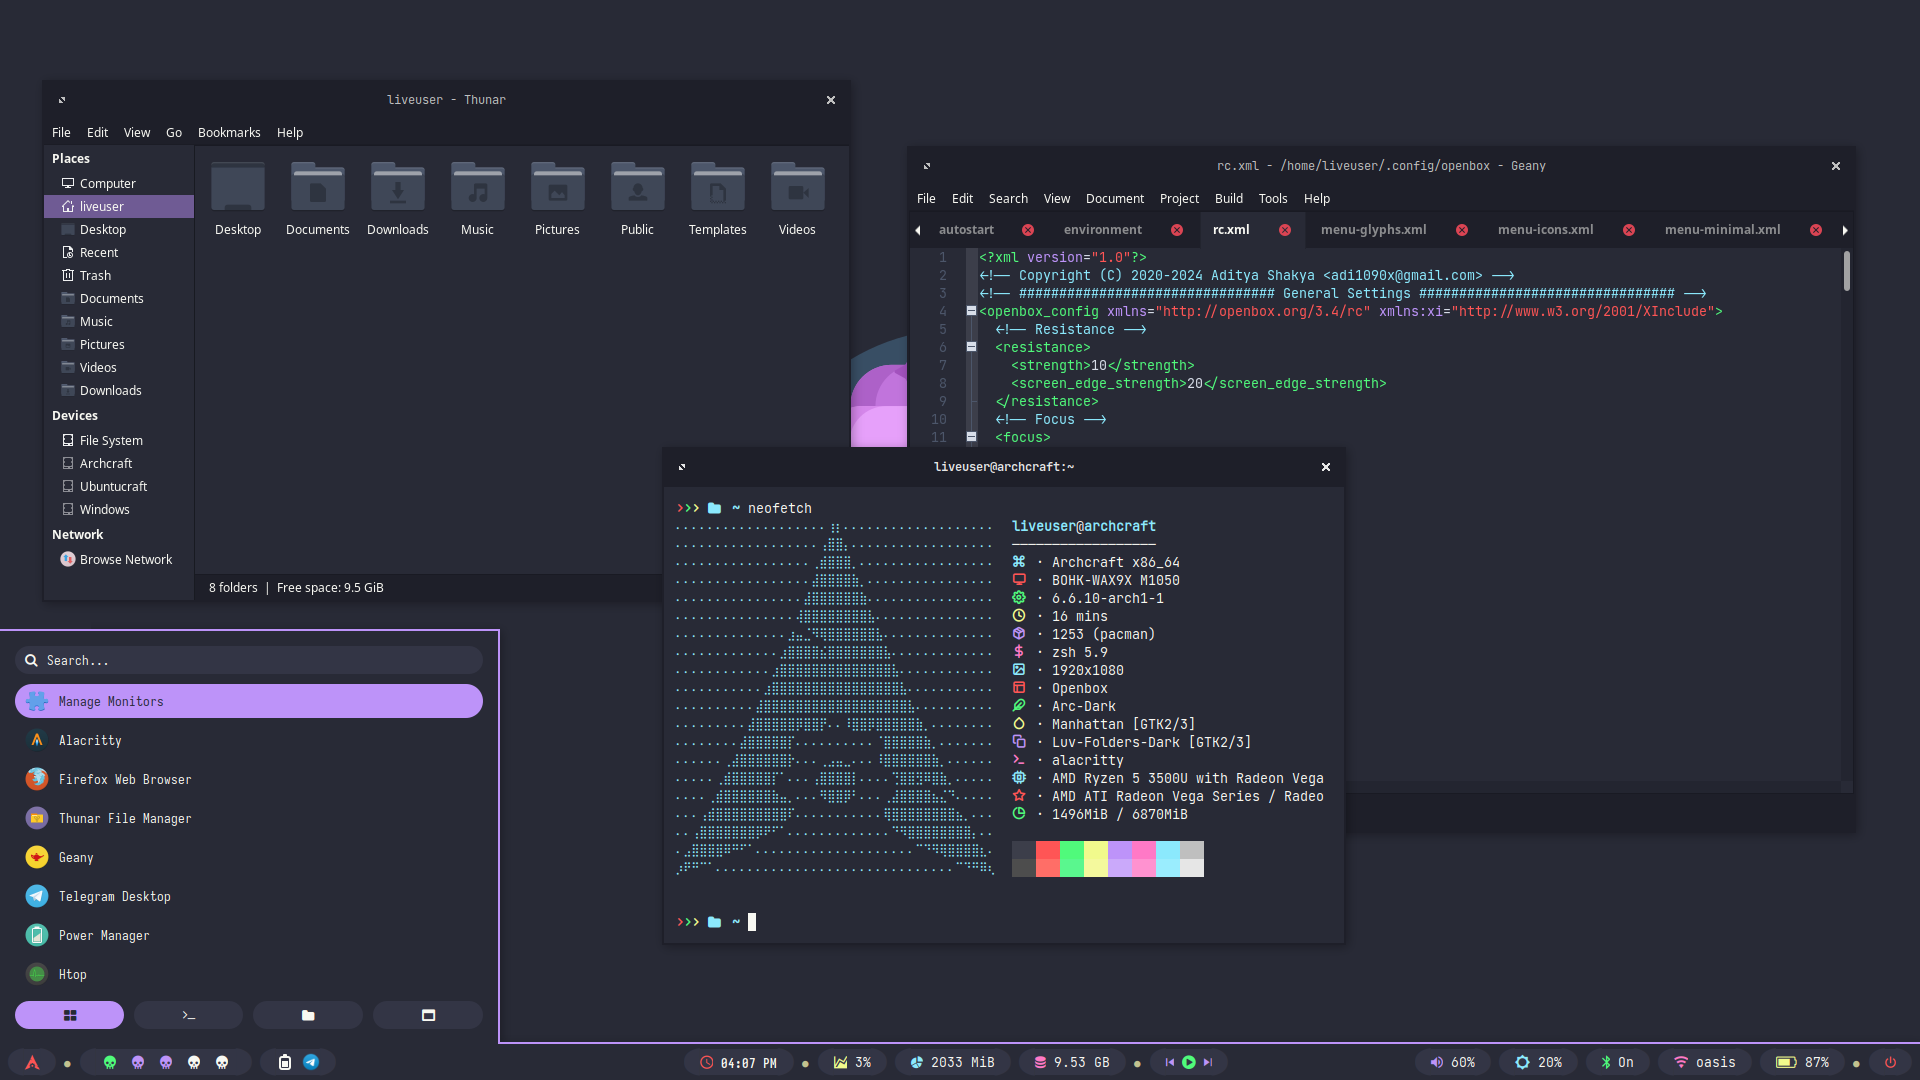 liveuser - Thunar
File Edit View Go Bookmarks Help
Places
Computer
liveuser
Desktop
Recent
Trash
Documents
Music
Pictures
Videos
Downloads
Devices
File System
Archcraft
Ubuntucraft
Windows
Network
Browse Network
Desktop Documents Downloads Music Pictures Public Templates Videos
8 folders | Free space: 9.5 GiB
rc.xml - /home/liveuser/.config/openbox - Geany
File Edit Search View Document Project Build Tools Help
autostart environment rc.xml menu-glyphs.xml menu-icons.xml menu-minimal.xml
1 <?xml version="1.0"?>
2 <!-- Copyright (C) 2020-2024 Aditya Shakya <adi1090x@gmail.com> -->
3 <!-- ################################ General Settings ################################ -->
4 <openbox_config xmlns="http://openbox.org/3.4/rc" xmlns:xi="http://www.w3.org/2001/XInclude">
5 <!-- Resistance -->
6 <resistance>
7 <strength>10</strength>
8 <screen_edge_strength>20</screen_edge_strength>
9 </resistance>
10 <!-- Focus -->
11 <focus>
liveuser@archcraft:~
>>> ~ neofetch
liveuser@archcraft
------------------
· Archcraft x86_64
· BOHK-WAX9X M1050
· 6.6.10-arch1-1
· 16 mins
· 1253 (pacman)
· zsh 5.9
· 1920x1080
· Openbox
· Arc-Dark
· Manhattan [GTK2/3]
· Luv-Folders-Dark [GTK2/3]
· alacritty
· AMD Ryzen 5 3500U with Radeon Vega
· AMD ATI Radeon Vega Series / Radeo
· 1496MiB / 6870MiB
>>> ~
Search...
Manage Monitors
Alacritty
Firefox Web Browser
Thunar File Manager
Geany
Telegram Desktop
Power Manager
Htop
04:07 PM 3% 2033 MiB 9.53 GB 60% 20% On oasis 87%